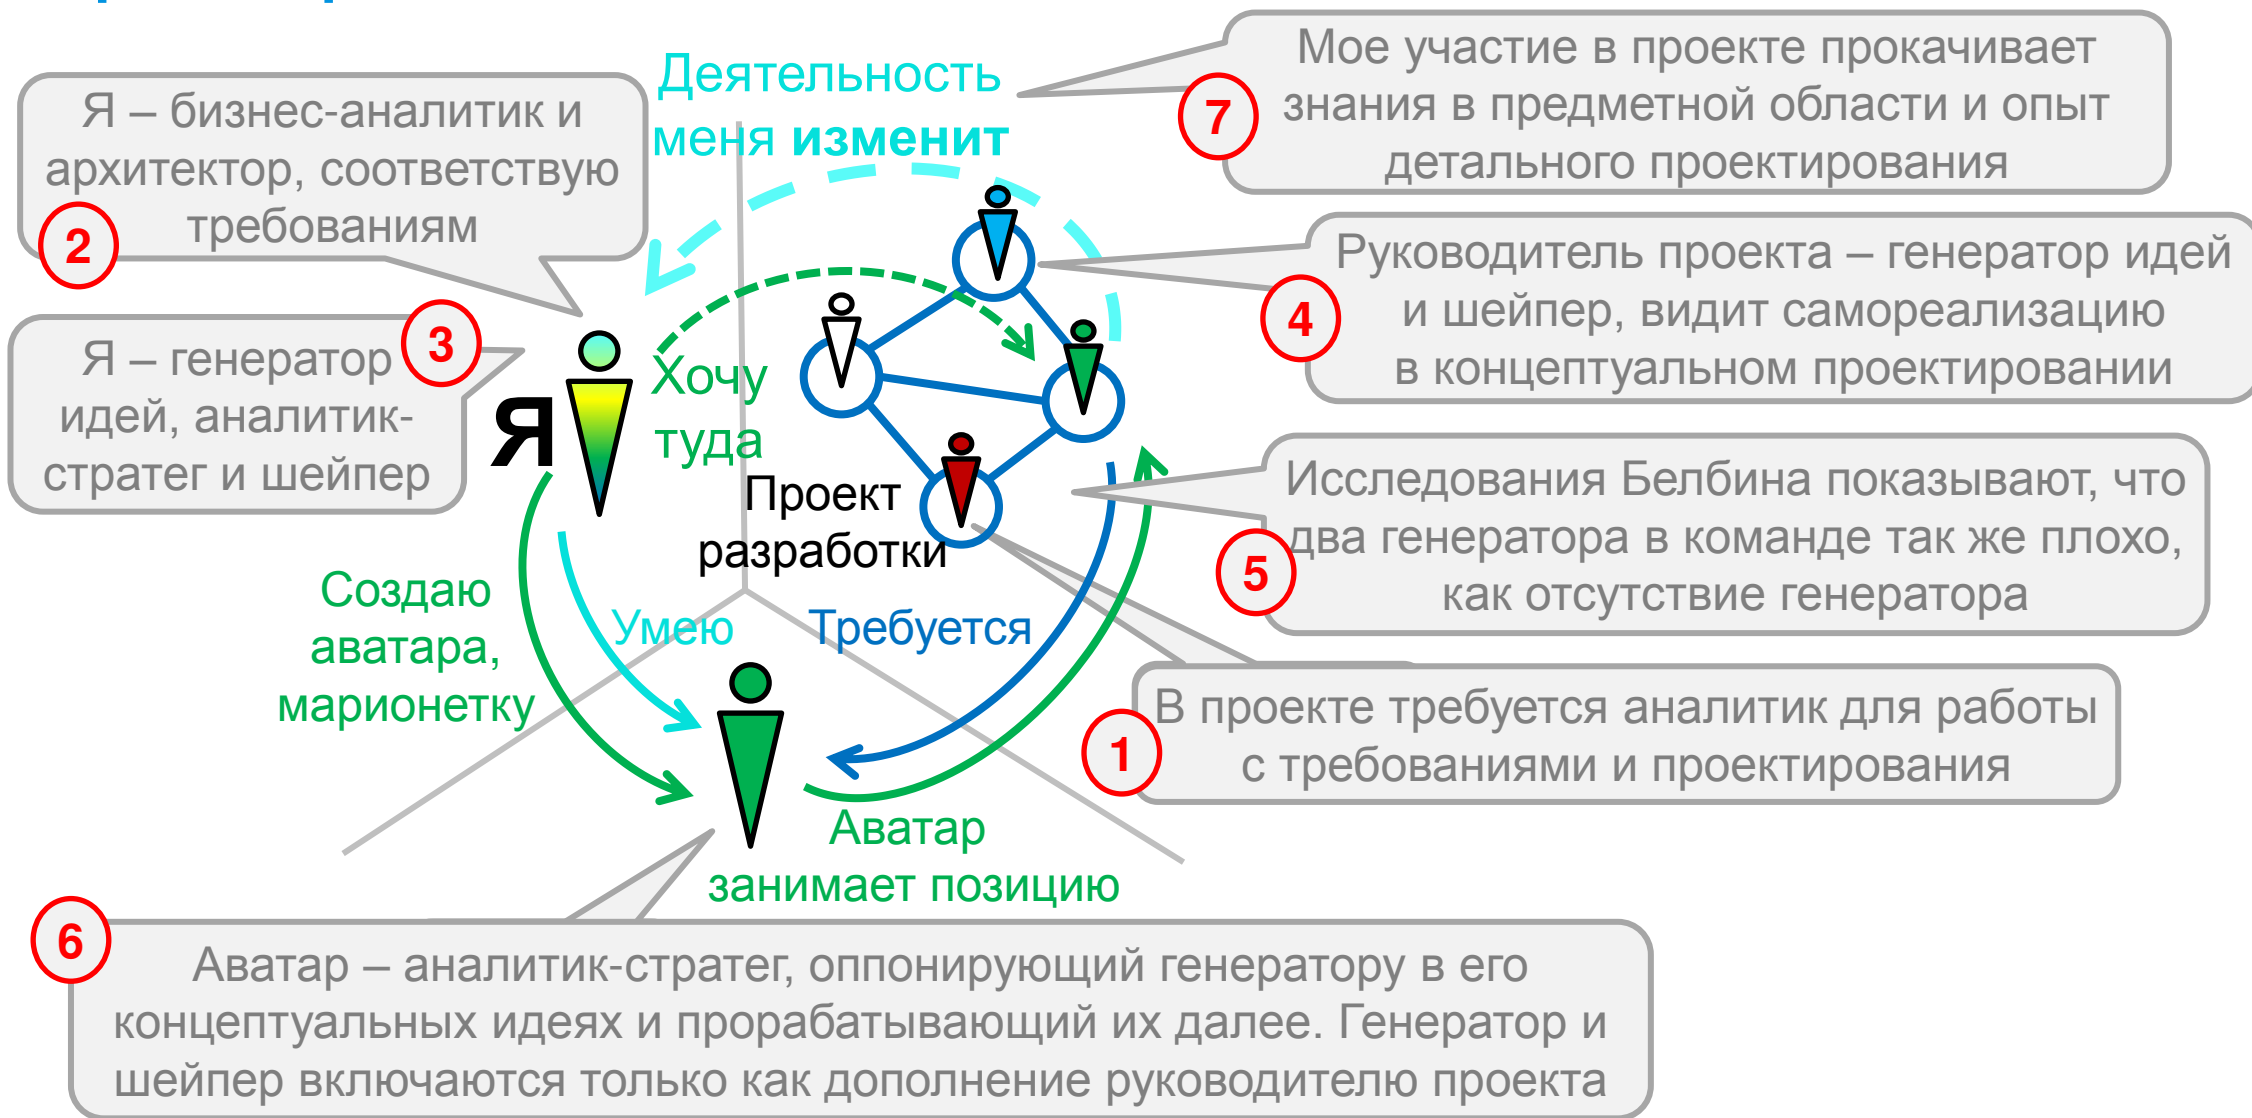 Деятельность
меня изменит
Мое участие в проекте прокачивает
знания в предметной области и опыт
детального проектирования
7
Я – бизнес-аналитик и
архитектор, соответствую
требованиям
2
Руководитель проекта – генератор идей
и шейпер, видит самореализацию
в концептуальном проектировании
4
3
Я – генератор
идей, аналитик-
стратег и шейпер
Я
Хочу
туда
Проект
разработки
Исследования Белбина показывают, что
два генератора в команде так же плохо,
как отсутствие генератора
5
Создаю
аватара,
марионетку
Умею
Требуется
В проекте требуется аналитик для работы
с требованиями и проектирования
1
Аватар
занимает позицию
6
Аватар – аналитик-стратег, оппонирующий генератору в его
концептуальных идеях и прорабатывающий их далее. Генератор и
шейпер включаются только как дополнение руководителю проекта